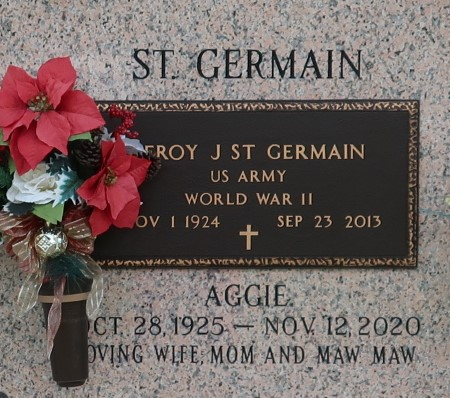 ST. GERMAIN
ROY J ST GERMAIN
US ARMY
WORLD WAR II
OV 1 1924 SEP 23 2013
AGGIE
OCT. 28, 1925 — NOV. 12, 2020
OVING WIFE, MOM AND MAW MAW